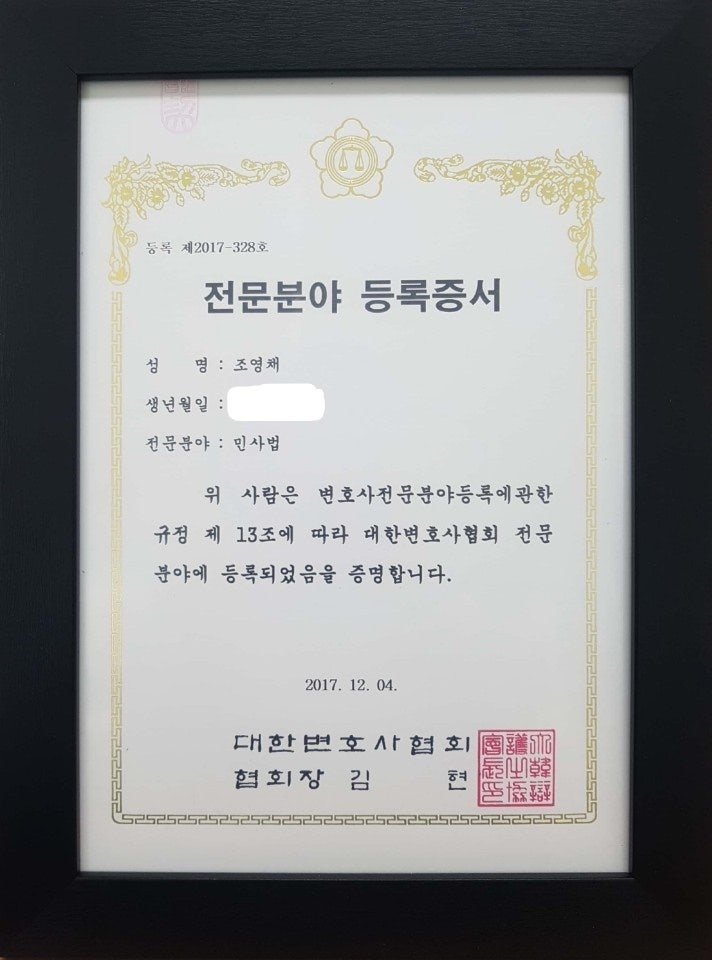 등록 제2017-328호
전문분야 등록증서
성 명 : 조영채
생년월일 :
전문분야 : 민사법
위 사람은 변호사전문분야등록에관한
규정 제 13조에 따라 대한변호사협회 전문
분야에 등록되었음을 증명합니다.
2017. 12. 04.
대한변호사협회
협회장 김 현